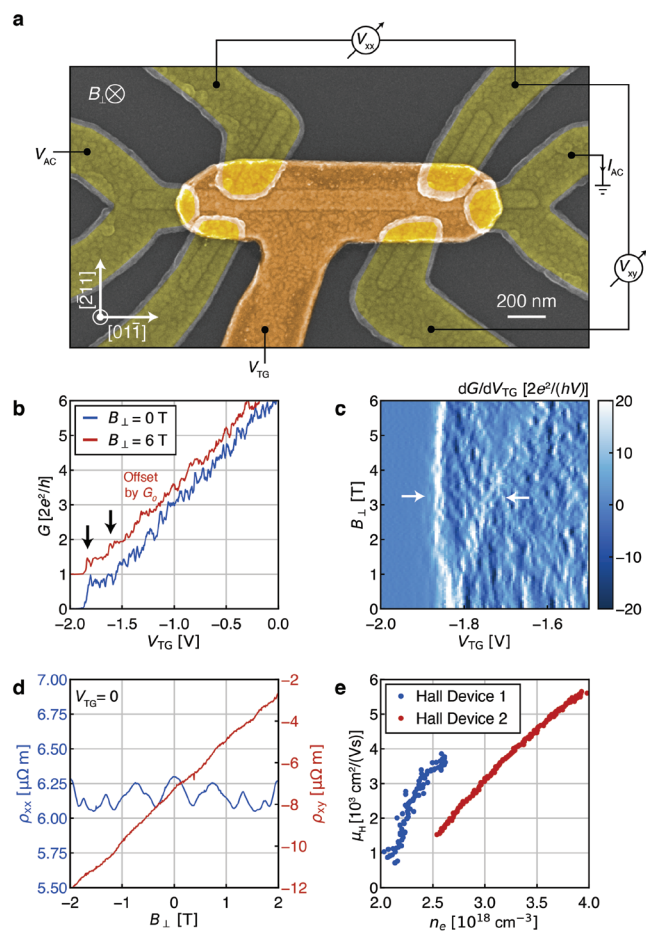 a
V_xx
B_⊥⊗
V_AC
I_AC
V_xy
[2̄11]
[011̄]
200 nm
V_TG
b
B_⊥ = 0 T
B_⊥ = 6 T
Offset
by G_0
G [2e²/h]
6
5
4
3
2
1
0
-2.0 -1.5 -1.0 -0.5 0.0
V_TG [V]
c
dG/dV_TG [2e²/(hV)]
B_⊥ [T]
6
5
4
3
2
1
0
-2.0 -1.8 -1.6
V_TG [V]
20
10
0
-10
-20
d
V_TG = 0
ρ_xx [μΩ m]
7.00
6.75
6.50
6.25
6.00
5.75
5.50
-2 -1 0 1 2
B_⊥ [T]
-2
-4
-6
-8
-10
-12
ρ_xy [μΩ m]
e
Hall Device 1
Hall Device 2
μ_H [10³ cm²/(Vs)]
6
5
4
3
2
1
0
2.0 2.5 3.0 3.5 4.0
n_e [10¹⁸ cm⁻³]